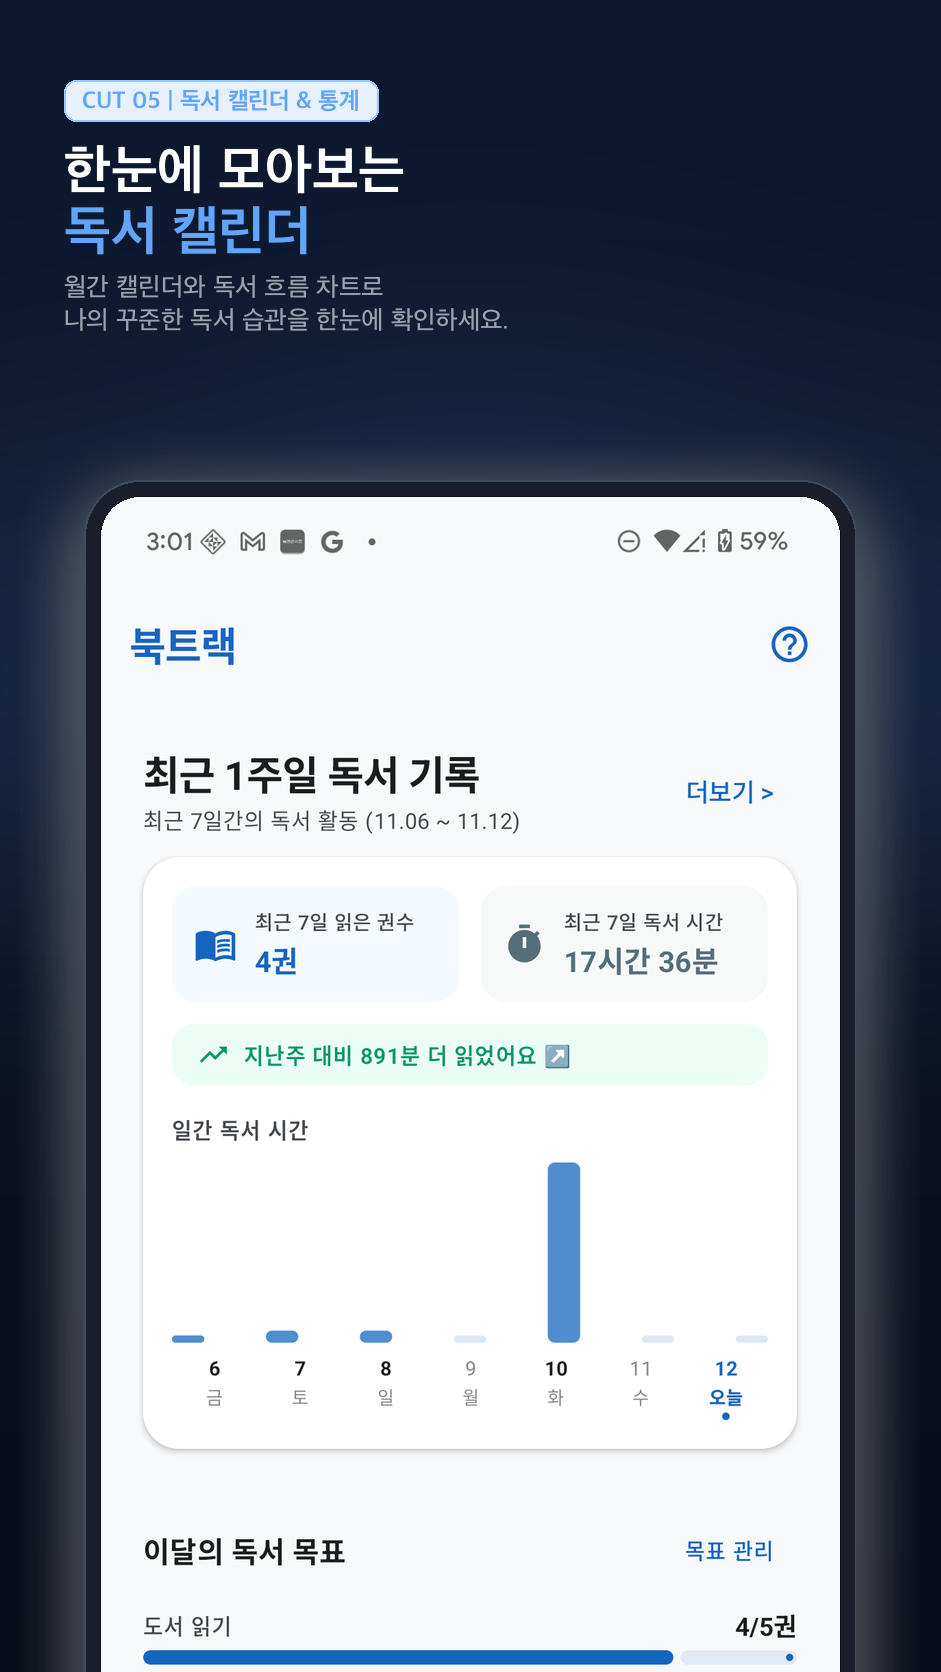 CUT 05 | 독서 캘린더 & 통계
한눈에 모아보는
독서 캘린더
월간 캘린더와 독서 흐름 차트로
나의 꾸준한 독서 습관을 한눈에 확인하세요.
3:01 59%
북트랙
최근 1주일 독서 기록
더보기 >
최근 7일간의 독서 활동 (11.06 ~ 11.12)
최근 7일 읽은 권수
4권
최근 7일 독서 시간
17시간 36분
지난주 대비 891분 더 읽었어요 ↗
일간 독서 시간
6 7 8 9 10 11 12
금 토 일 월 화 수 오늘
이달의 독서 목표
목표 관리
도서 읽기
4/5권